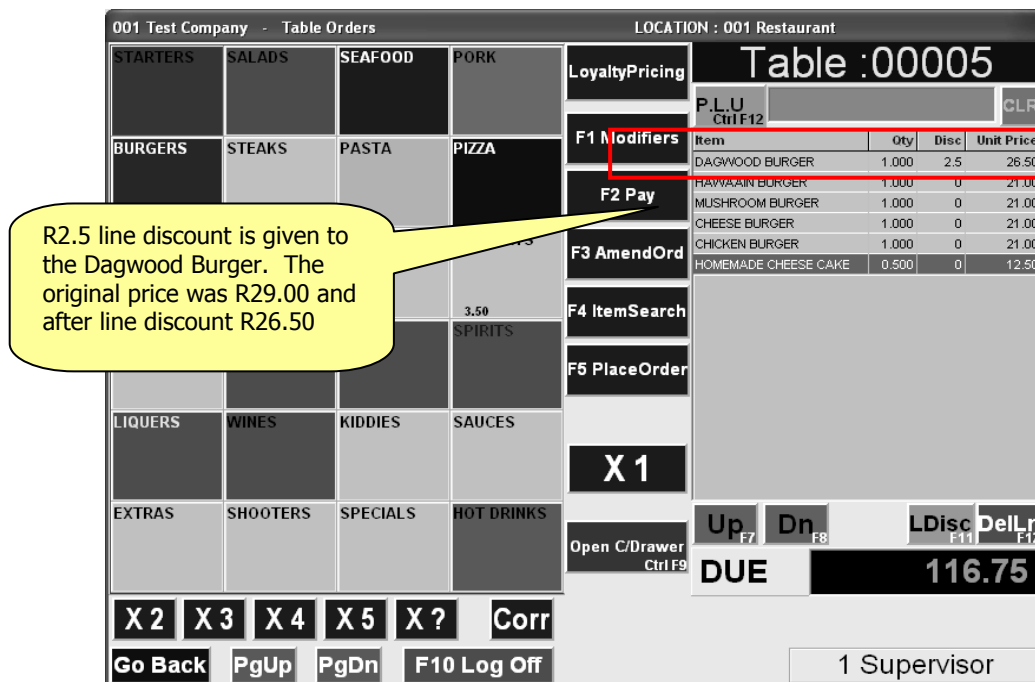 001 Test Company - Table Orders LOCATION : 001 Restaurant
STARTERS SALADS SEAFOOD PORK
BURGERS STEAKS PASTA PIZZA
3.50
SPIRITS
LIQUERS WINES KIDDIES SAUCES
EXTRAS SHOOTERS SPECIALS HOT DRINKS
R2.5 line discount is given to
the Dagwood Burger. The
original price was R29.00 and
after line discount R26.50
LoyaltyPricing
F1 Modifiers
F2 Pay
F3 AmendOrd
F4 ItemSearch
F5 PlaceOrder
X 1
Open C/Drawer
Ctrl F9
Table :00005
P.L.U
Ctrl F12
CLR
Item Qty Disc Unit Price
DAGWOOD BURGER 1.000 2.5 26.50
HAWAAIN BURGER 1.000 0 21.00
MUSHROOM BURGER 1.000 0 21.00
CHEESE BURGER 1.000 0 21.00
CHICKEN BURGER 1.000 0 21.00
HOMEMADE CHEESE CAKE 0.500 0 12.50
Up F7 Dn F8 LDisc F11 DelLn F12
DUE 116.75
X 2 X 3 X 4 X 5 X ? Corr
Go Back PgUp PgDn F10 Log Off
1 Supervisor